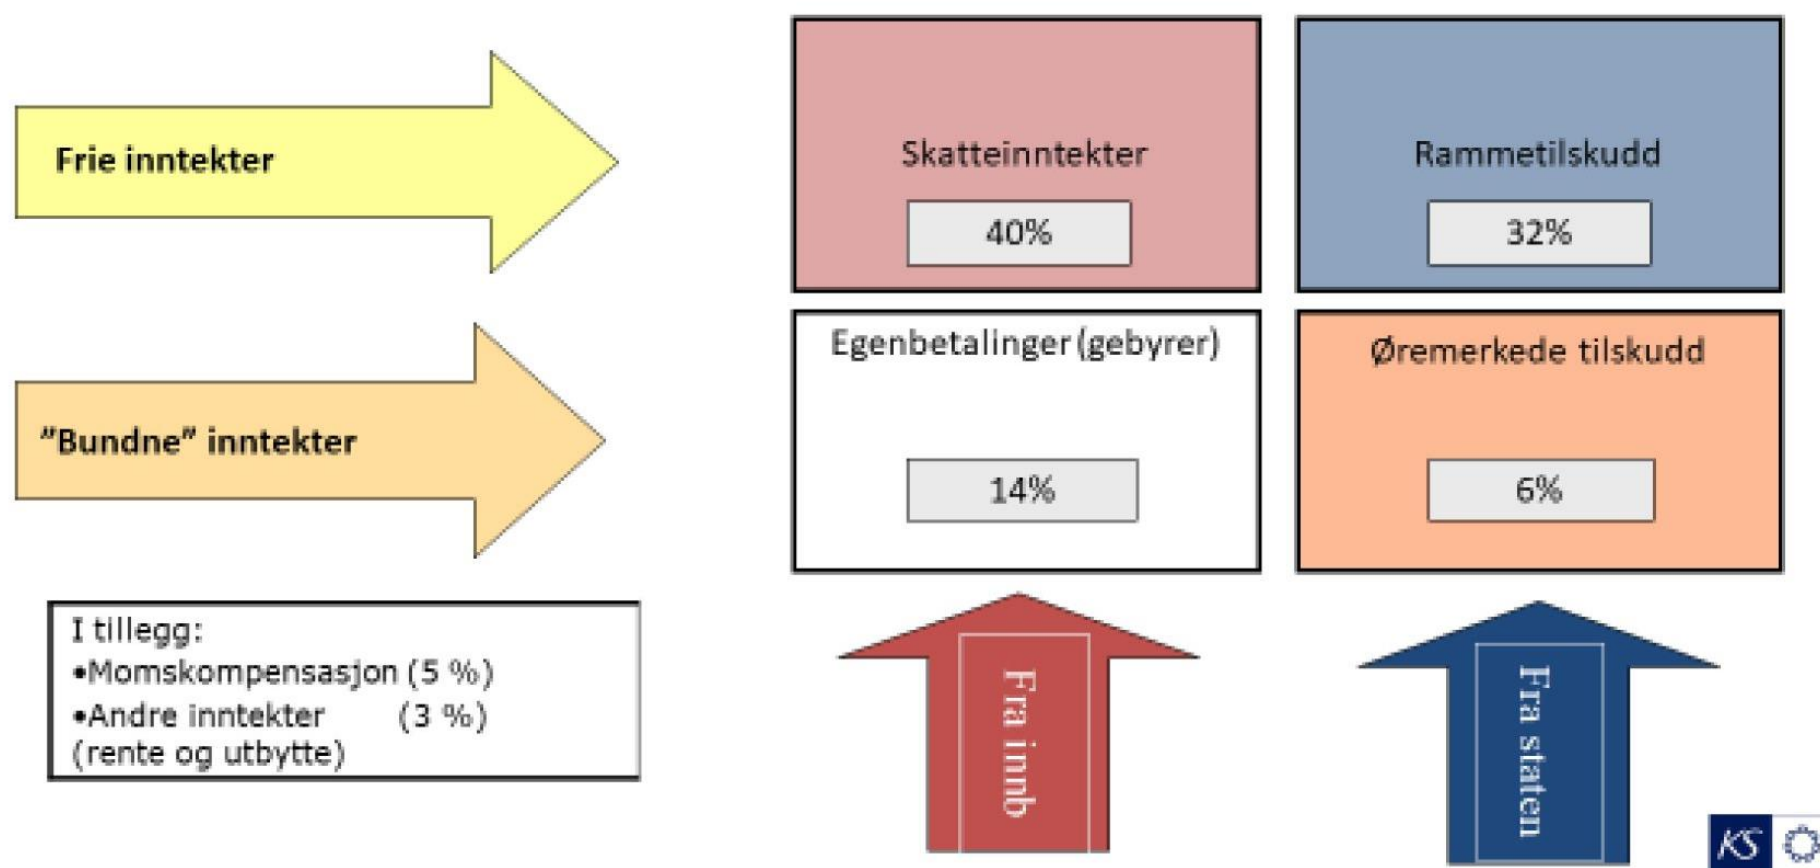 Frie inntekter
Skatteinntekter
40%
Rammetilskudd
32%
"Bundne" inntekter
Egenbetalinger (gebyrer)
14%
Øremerkede tilskudd
6%
I tillegg:
•Momskompensasjon (5 %)
•Andre inntekter (3 %)
(rente og utbytte)
Fra innb
Fra staten
KS